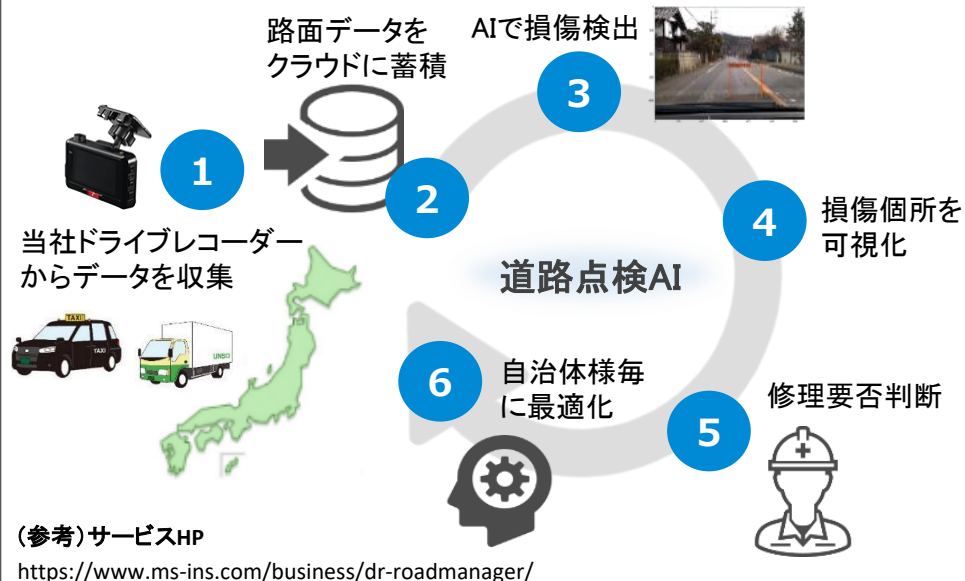 路面データを
クラウドに蓄積
AIで損傷検出
3
1
2
4
損傷個所を
可視化
当社ドライブレコーダー
からデータを収集
道路点検AI
TAXI
TAXI
UNSO
6
自治体様毎
に最適化
5
修理要否判断
（参考）サービスHP
https://www.ms-ins.com/business/dr-roadmanager/